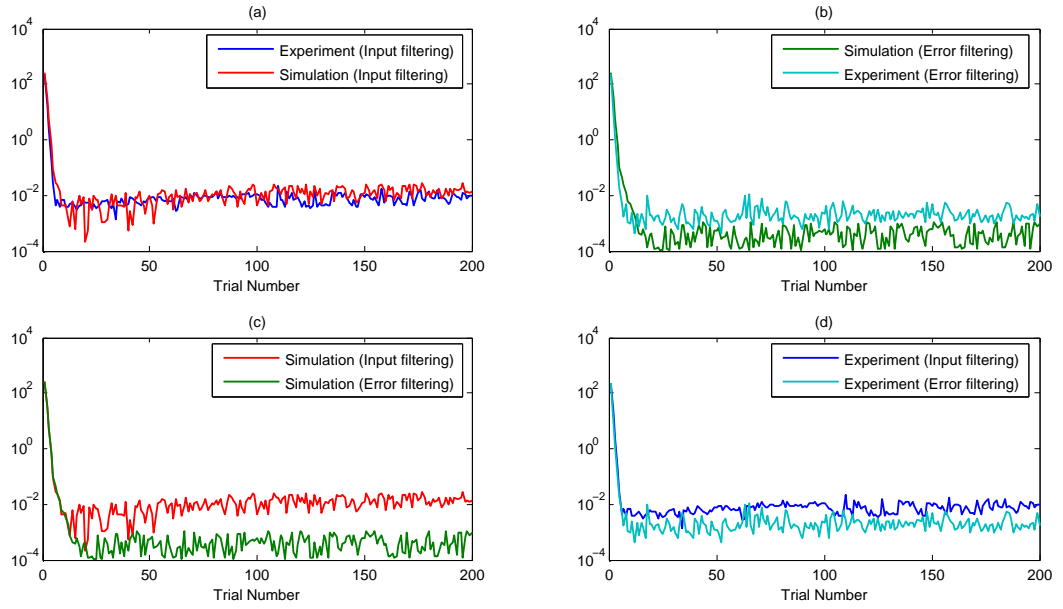 (a)
10^4
10^2
10^0
10^-2
10^-4
Experiment (Input filtering)
Simulation (Input filtering)
0 50 100 150 200
Trial Number
(b)
10^4
10^2
10^0
10^-2
10^-4
Simulation (Error filtering)
Experiment (Error filtering)
0 50 100 150 200
Trial Number
(c)
10^4
10^2
10^0
10^-2
10^-4
Simulation (Input filtering)
Simulation (Error filtering)
0 50 100 150 200
Trial Number
(d)
10^4
10^2
10^0
10^-2
10^-4
Experiment (Input filtering)
Experiment (Error filtering)
0 50 100 150 200
Trial Number